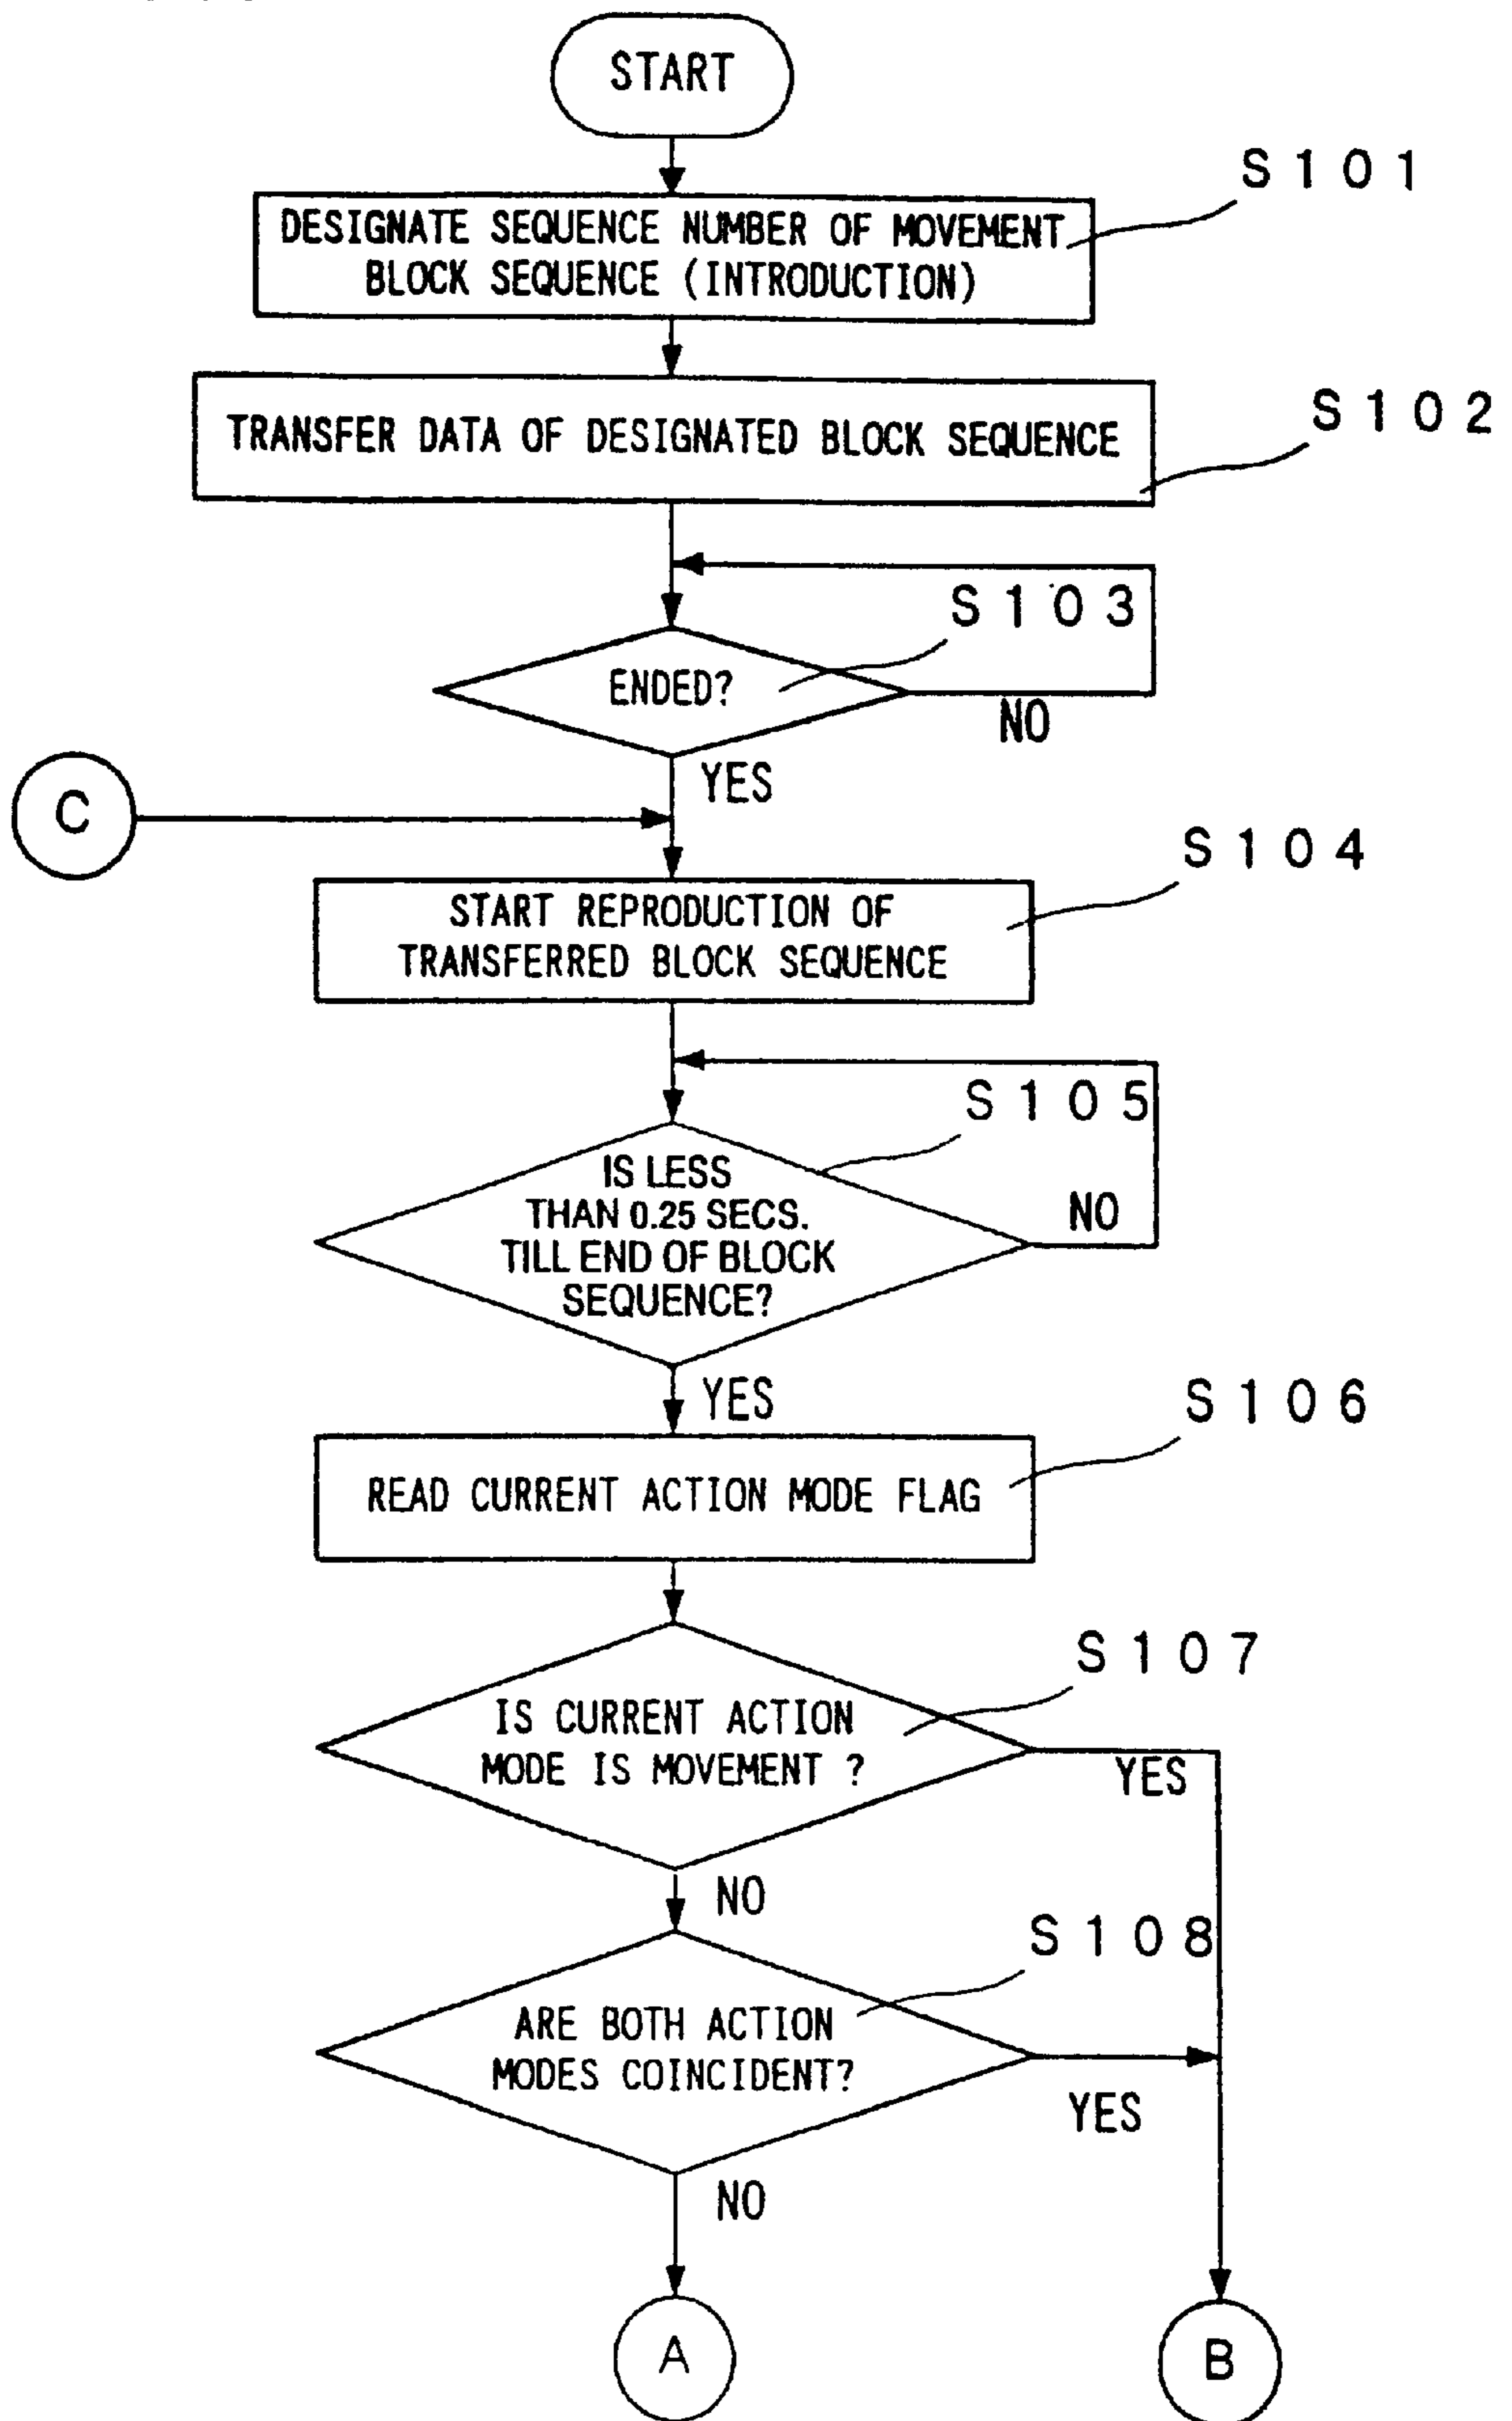 START
S101
DESIGNATE SEQUENCE NUMBER OF MOVEMENT
BLOCK SEQUENCE (INTRODUCTION)
S102
TRANSFER DATA OF DESIGNATED BLOCK SEQUENCE
S103
ENDED?
NO
YES
C
S104
START REPRODUCTION OF
TRANSFERRED BLOCK SEQUENCE
S105
IS LESS
THAN 0.25 SECS.
TILL END OF BLOCK
SEQUENCE?
NO
YES
S106
READ CURRENT ACTION MODE FLAG
S107
IS CURRENT ACTION
MODE IS MOVEMENT ?
YES
NO
S108
ARE BOTH ACTION
MODES COINCIDENT?
YES
NO
A
B